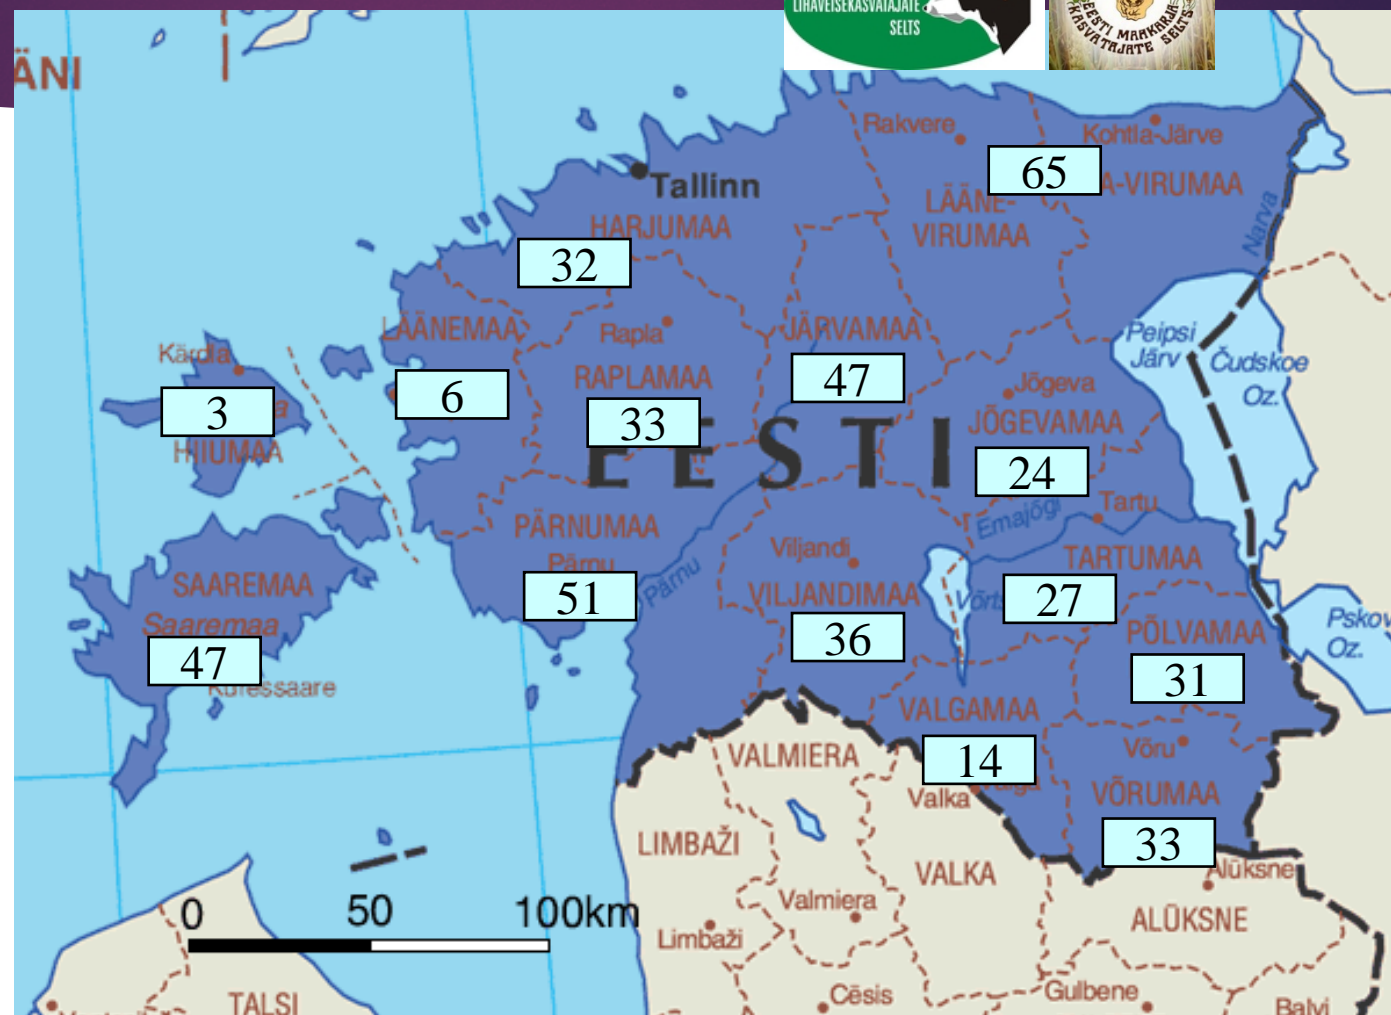 LIHAVEISEKASVATAJATE
SELTS
EESTI MAAKARJA
KASVATAJATE SELTS
ÄNI
Rakvere
Kohtla-Järve
65
A-VIRUMAA
Tallinn
LÄÄNE-
VIRUMAA
HARJUMAA
Narva
32
LÄÄNEMAA
Rapla
JÄRVAMAA
Peipsi
Järv
Čudskoe
Oz.
Kärdla
RAPLAMAA
47
Jõgeva
3
6
33
JÕGEVAMAA
HIIUMAA
EESTI
24
Emajõgi
Tartu
PÄRNUMAA
Viljandi
TARTUMAA
Pärnu
51
Pärnu
SAAREMAA
VILJANDIMAA
27
Saaremaa
36
PÕLVAMAA
Pskov
Oz.
47
Kuressaare
31
VALGAMAA
VALMIERA
14
Võru
Valka
VÕRUMAA
LIMBAŽI
33
VALKA
Alūksne
0 50 100km
Valmiera
ALŪKSNE
Limbaži
TALSI
Cēsis
Gulbene
Balvi